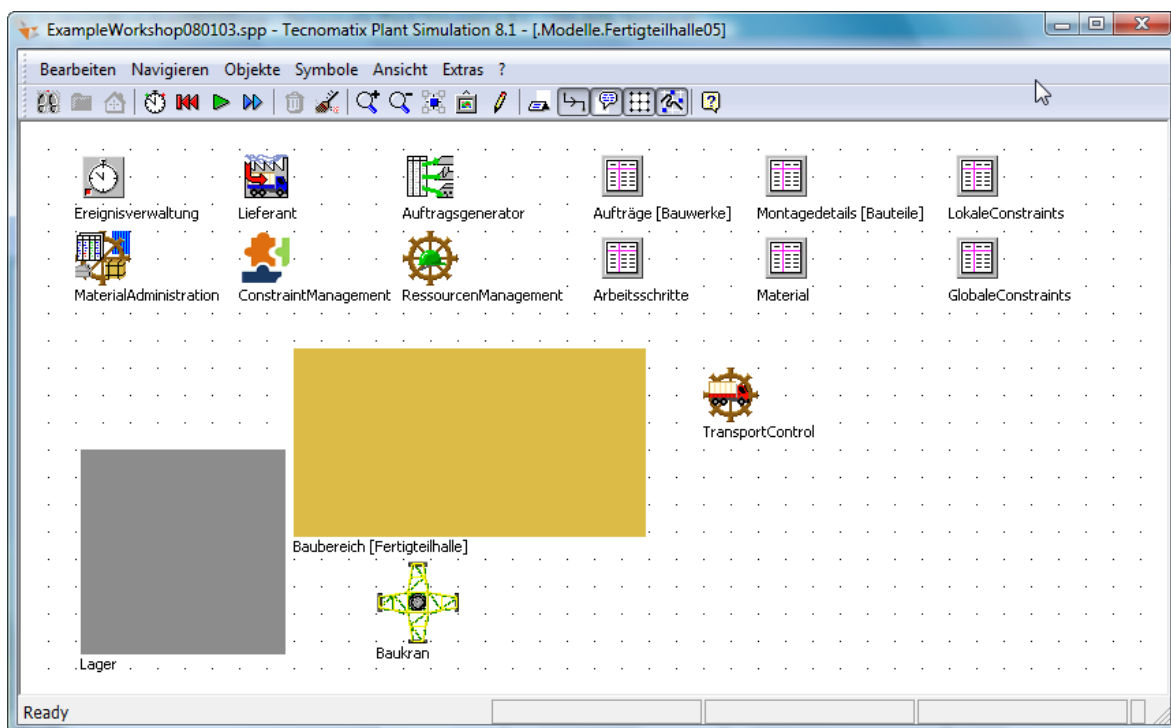 ExampleWorkshop080103.spp - Tecnomatix Plant Simulation 8.1 - [.Modelle.Fertigteilhalle05]
Bearbeiten Navigieren Objekte Symbole Ansicht Extras ?
Ereignisverwaltung Lieferant Auftragsgenerator Aufträge [Bauwerke] Montagedetails [Bauteile] LokaleConstraints
MaterialAdministration ConstraintManagement RessourcenManagement Arbeitsschritte Material GlobaleConstraints
TransportControl
Baubereich [Fertigteilhalle]
Baukran
Lager
Ready